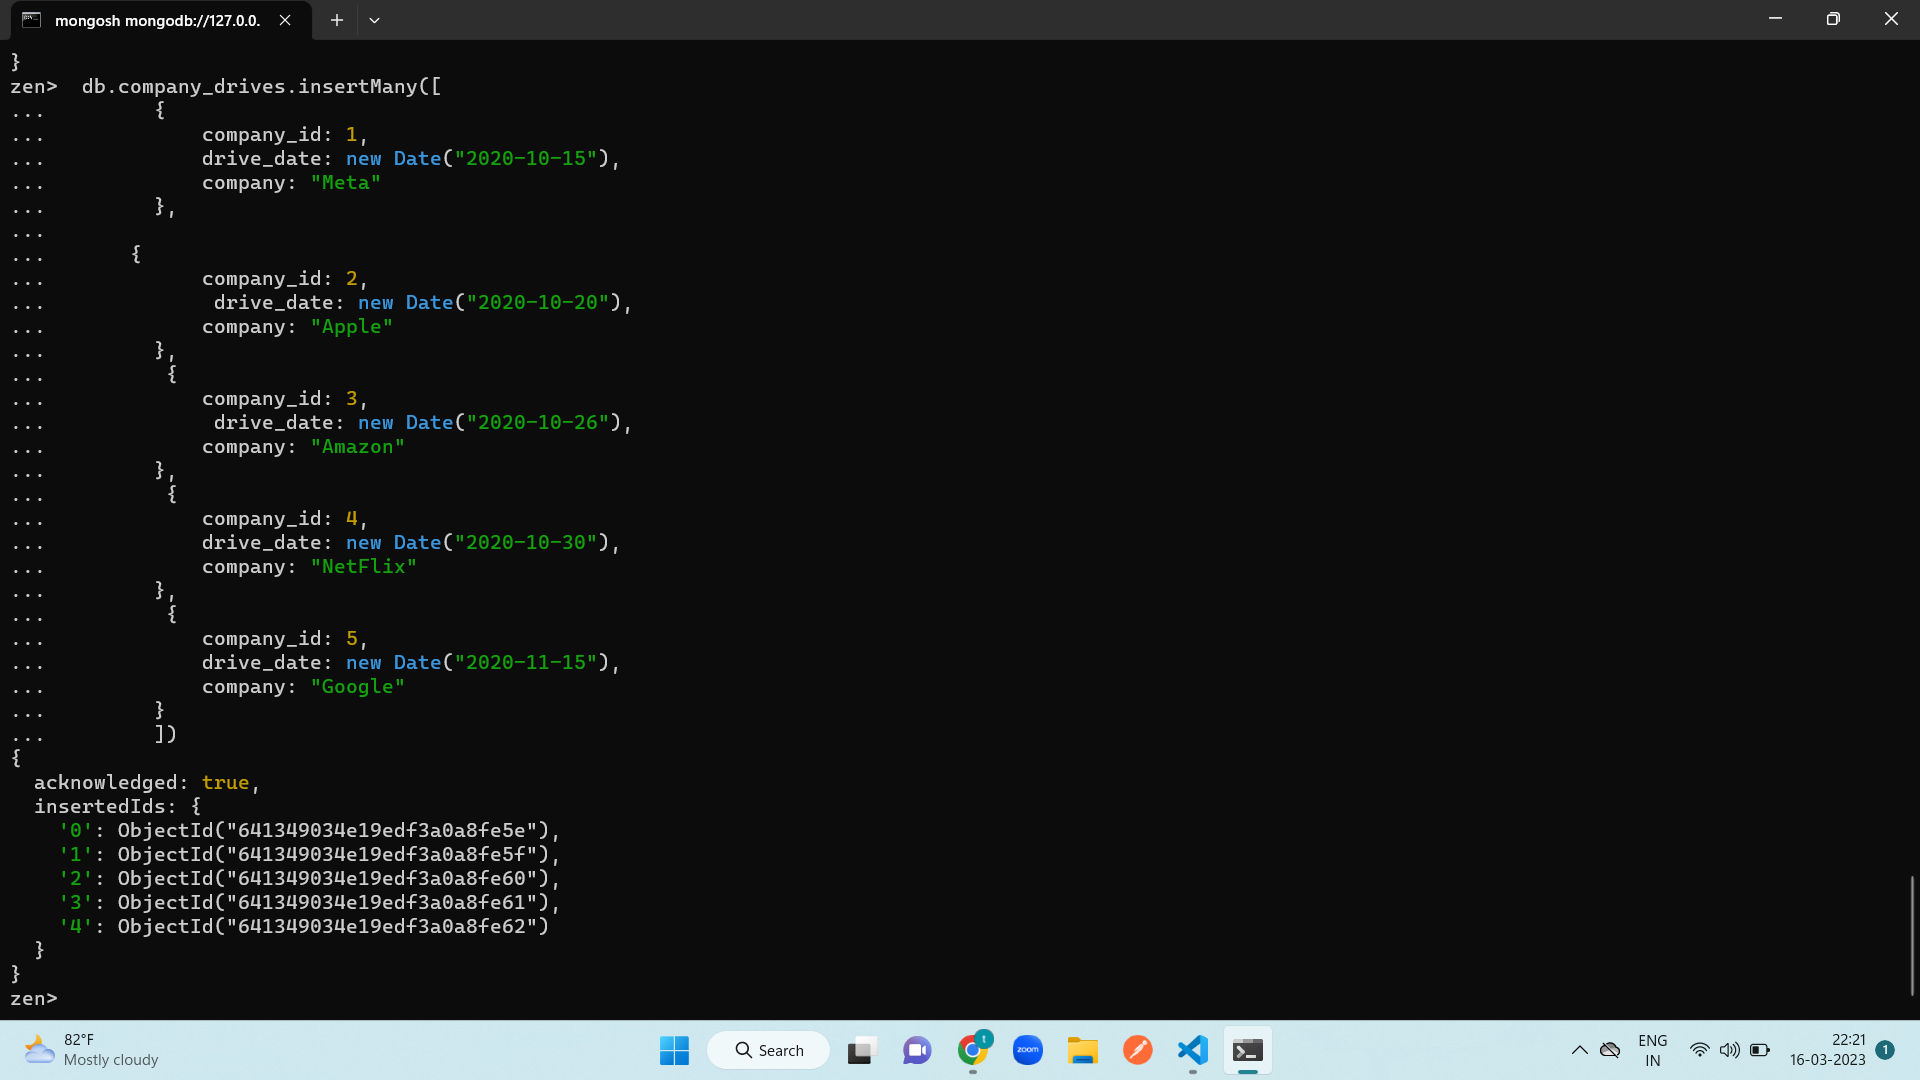 mongosh mongodb://127.0.0.
}
zen>  db.company_drives.insertMany([
...         {
...             company_id: 1,
...             drive_date: new Date("2020-10-15"),
...             company: "Meta"
...         },
...
...       {
...             company_id: 2,
...              drive_date: new Date("2020-10-20"),
...             company: "Apple"
...         },
...          {
...             company_id: 3,
...              drive_date: new Date("2020-10-26"),
...             company: "Amazon"
...         },
...          {
...             company_id: 4,
...             drive_date: new Date("2020-10-30"),
...             company: "NetFlix"
...         },
...          {
...             company_id: 5,
...             drive_date: new Date("2020-11-15"),
...             company: "Google"
...         }
...         ])
{
  acknowledged: true,
  insertedIds: {
    '0': ObjectId("641349034e19edf3a0a8fe5e"),
    '1': ObjectId("641349034e19edf3a0a8fe5f"),
    '2': ObjectId("641349034e19edf3a0a8fe60"),
    '3': ObjectId("641349034e19edf3a0a8fe61"),
    '4': ObjectId("641349034e19edf3a0a8fe62")
  }
}
zen>
82°F
Mostly cloudy
Search
t
zoom
ENG
IN
22:21
16-03-2023
1